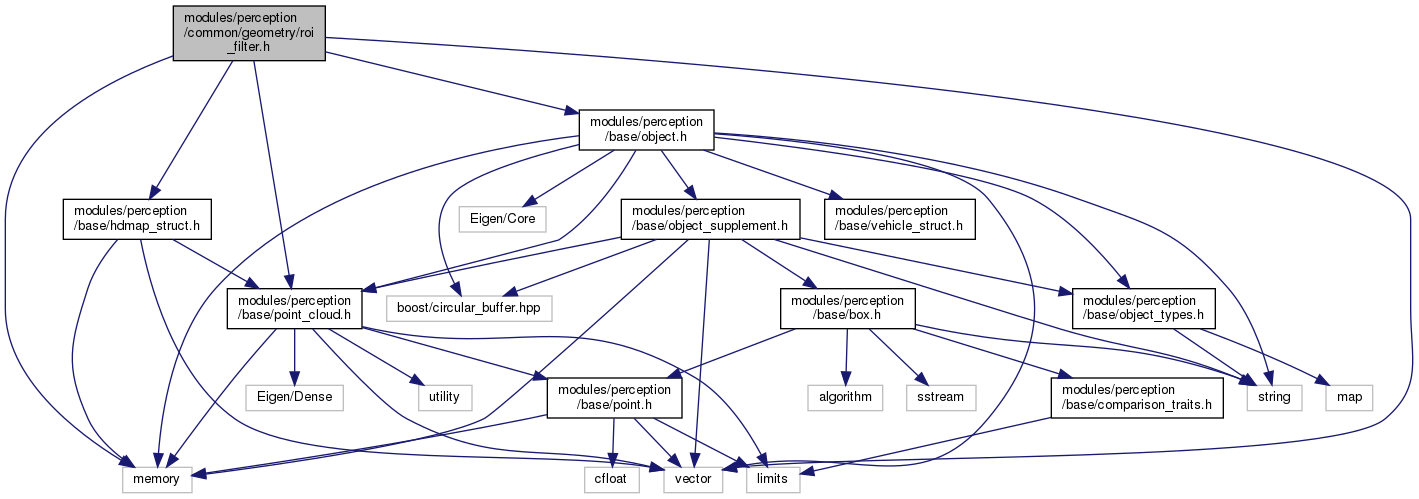 modules/perception
/common/geometry/roi
_filter.h
modules/perception
/base/object.h
modules/perception
/base/hdmap_struct.h
Eigen/Core
modules/perception
/base/object_supplement.h
modules/perception
/base/vehicle_struct.h
modules/perception
/base/point_cloud.h
boost/circular_buffer.hpp
modules/perception
/base/box.h
modules/perception
/base/object_types.h
Eigen/Dense
utility
modules/perception
/base/point.h
algorithm
sstream
modules/perception
/base/comparison_traits.h
string
map
memory
cfloat
vector
limits